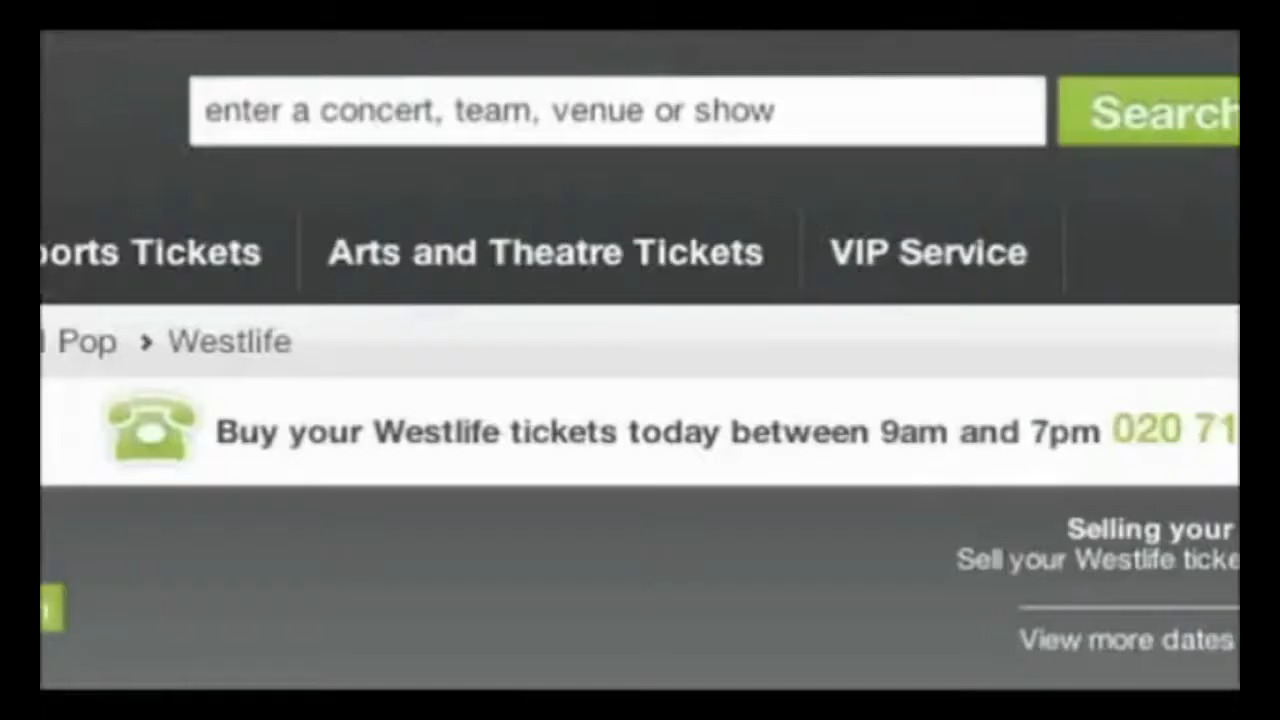 enter a concert, team, venue or show
Search
ports Tickets
Arts and Theatre Tickets
VIP Service
Pop › Westlife
Buy your Westlife tickets today between 9am and 7pm 020 71
Selling your
Sell your Westlife ticke
View more dates